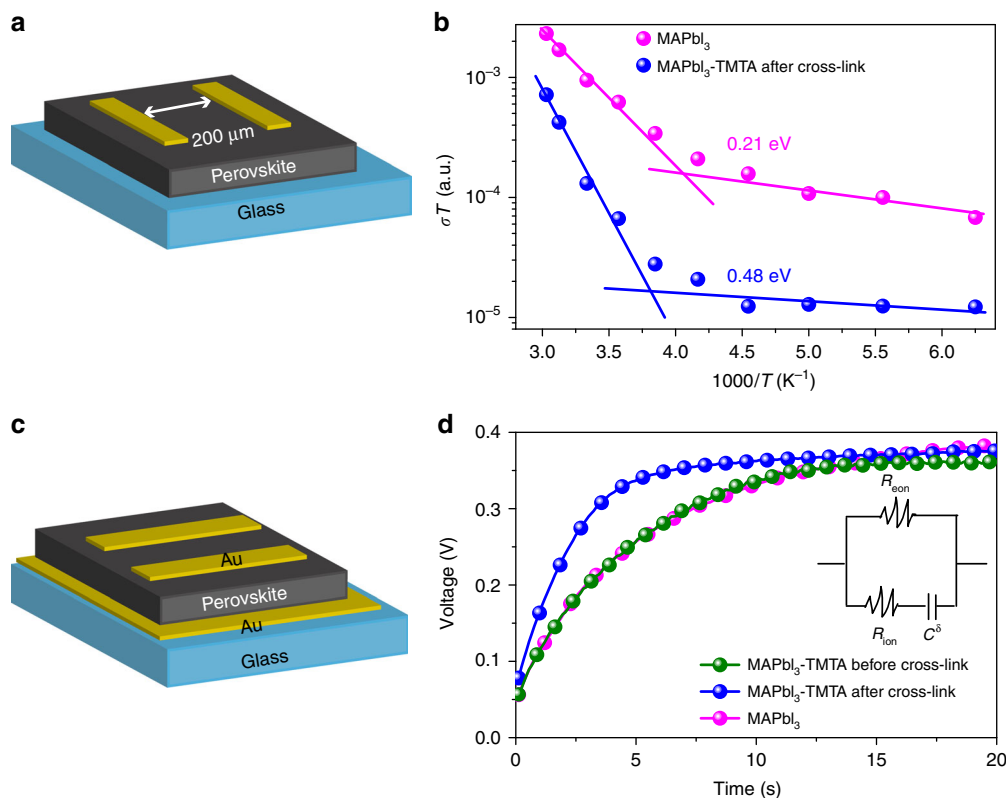 a
200 μm
Perovskite
Glass
b
MAPbI₃
MAPbI₃-TMTA after cross-link
0.21 eV
0.48 eV
σT (a.u.)
10⁻³
10⁻⁴
10⁻⁵
3.0 3.5 4.0 4.5 5.0 5.5 6.0
1000/T (K⁻¹)
c
Au
Perovskite
Au
Glass
d
Voltage (V)
0.4
0.3
0.2
0.1
0.0
R_eon
R_ion C^δ
MAPbI₃-TMTA before cross-link
MAPbI₃-TMTA after cross-link
MAPbI₃
0 5 10 15 20
Time (s)